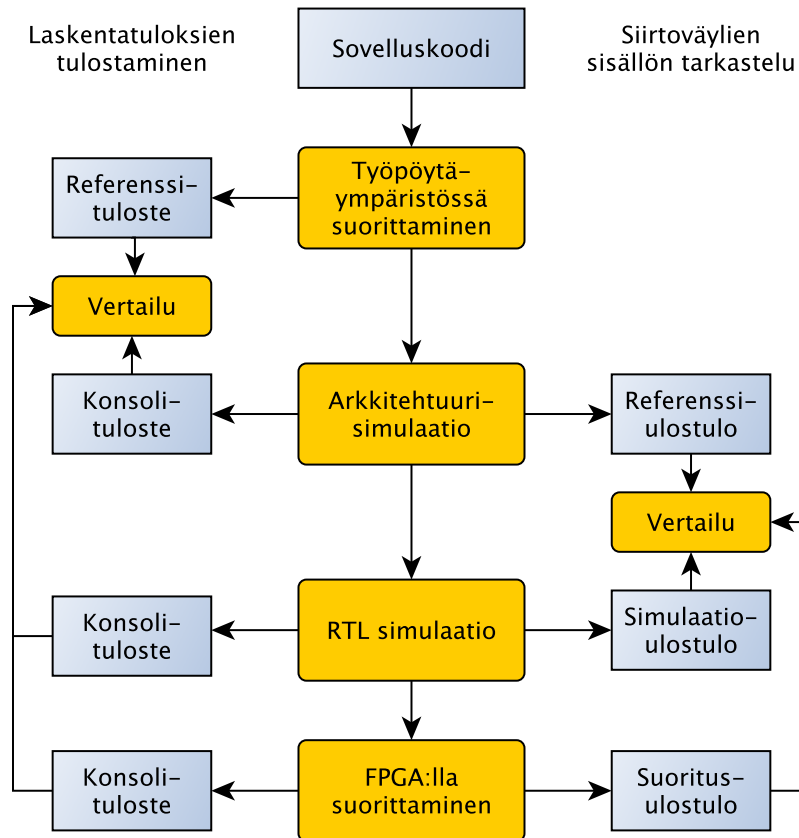 Laskentatuloksien
tulostaminen
Sovelluskoodi
Siirtoväylien
sisällön tarkastelu
Referenssi-
tuloste
Työpöytä-
ympäristössä
suorittaminen
Vertailu
Konsoli-
tuloste
Arkkitehtuuri-
simulaatio
Referenssi-
ulostulo
Vertailu
Konsoli-
tuloste
RTL simulaatio
Simulaatio-
ulostulo
Konsoli-
tuloste
FPGA:lla
suorittaminen
Suoritus-
ulostulo